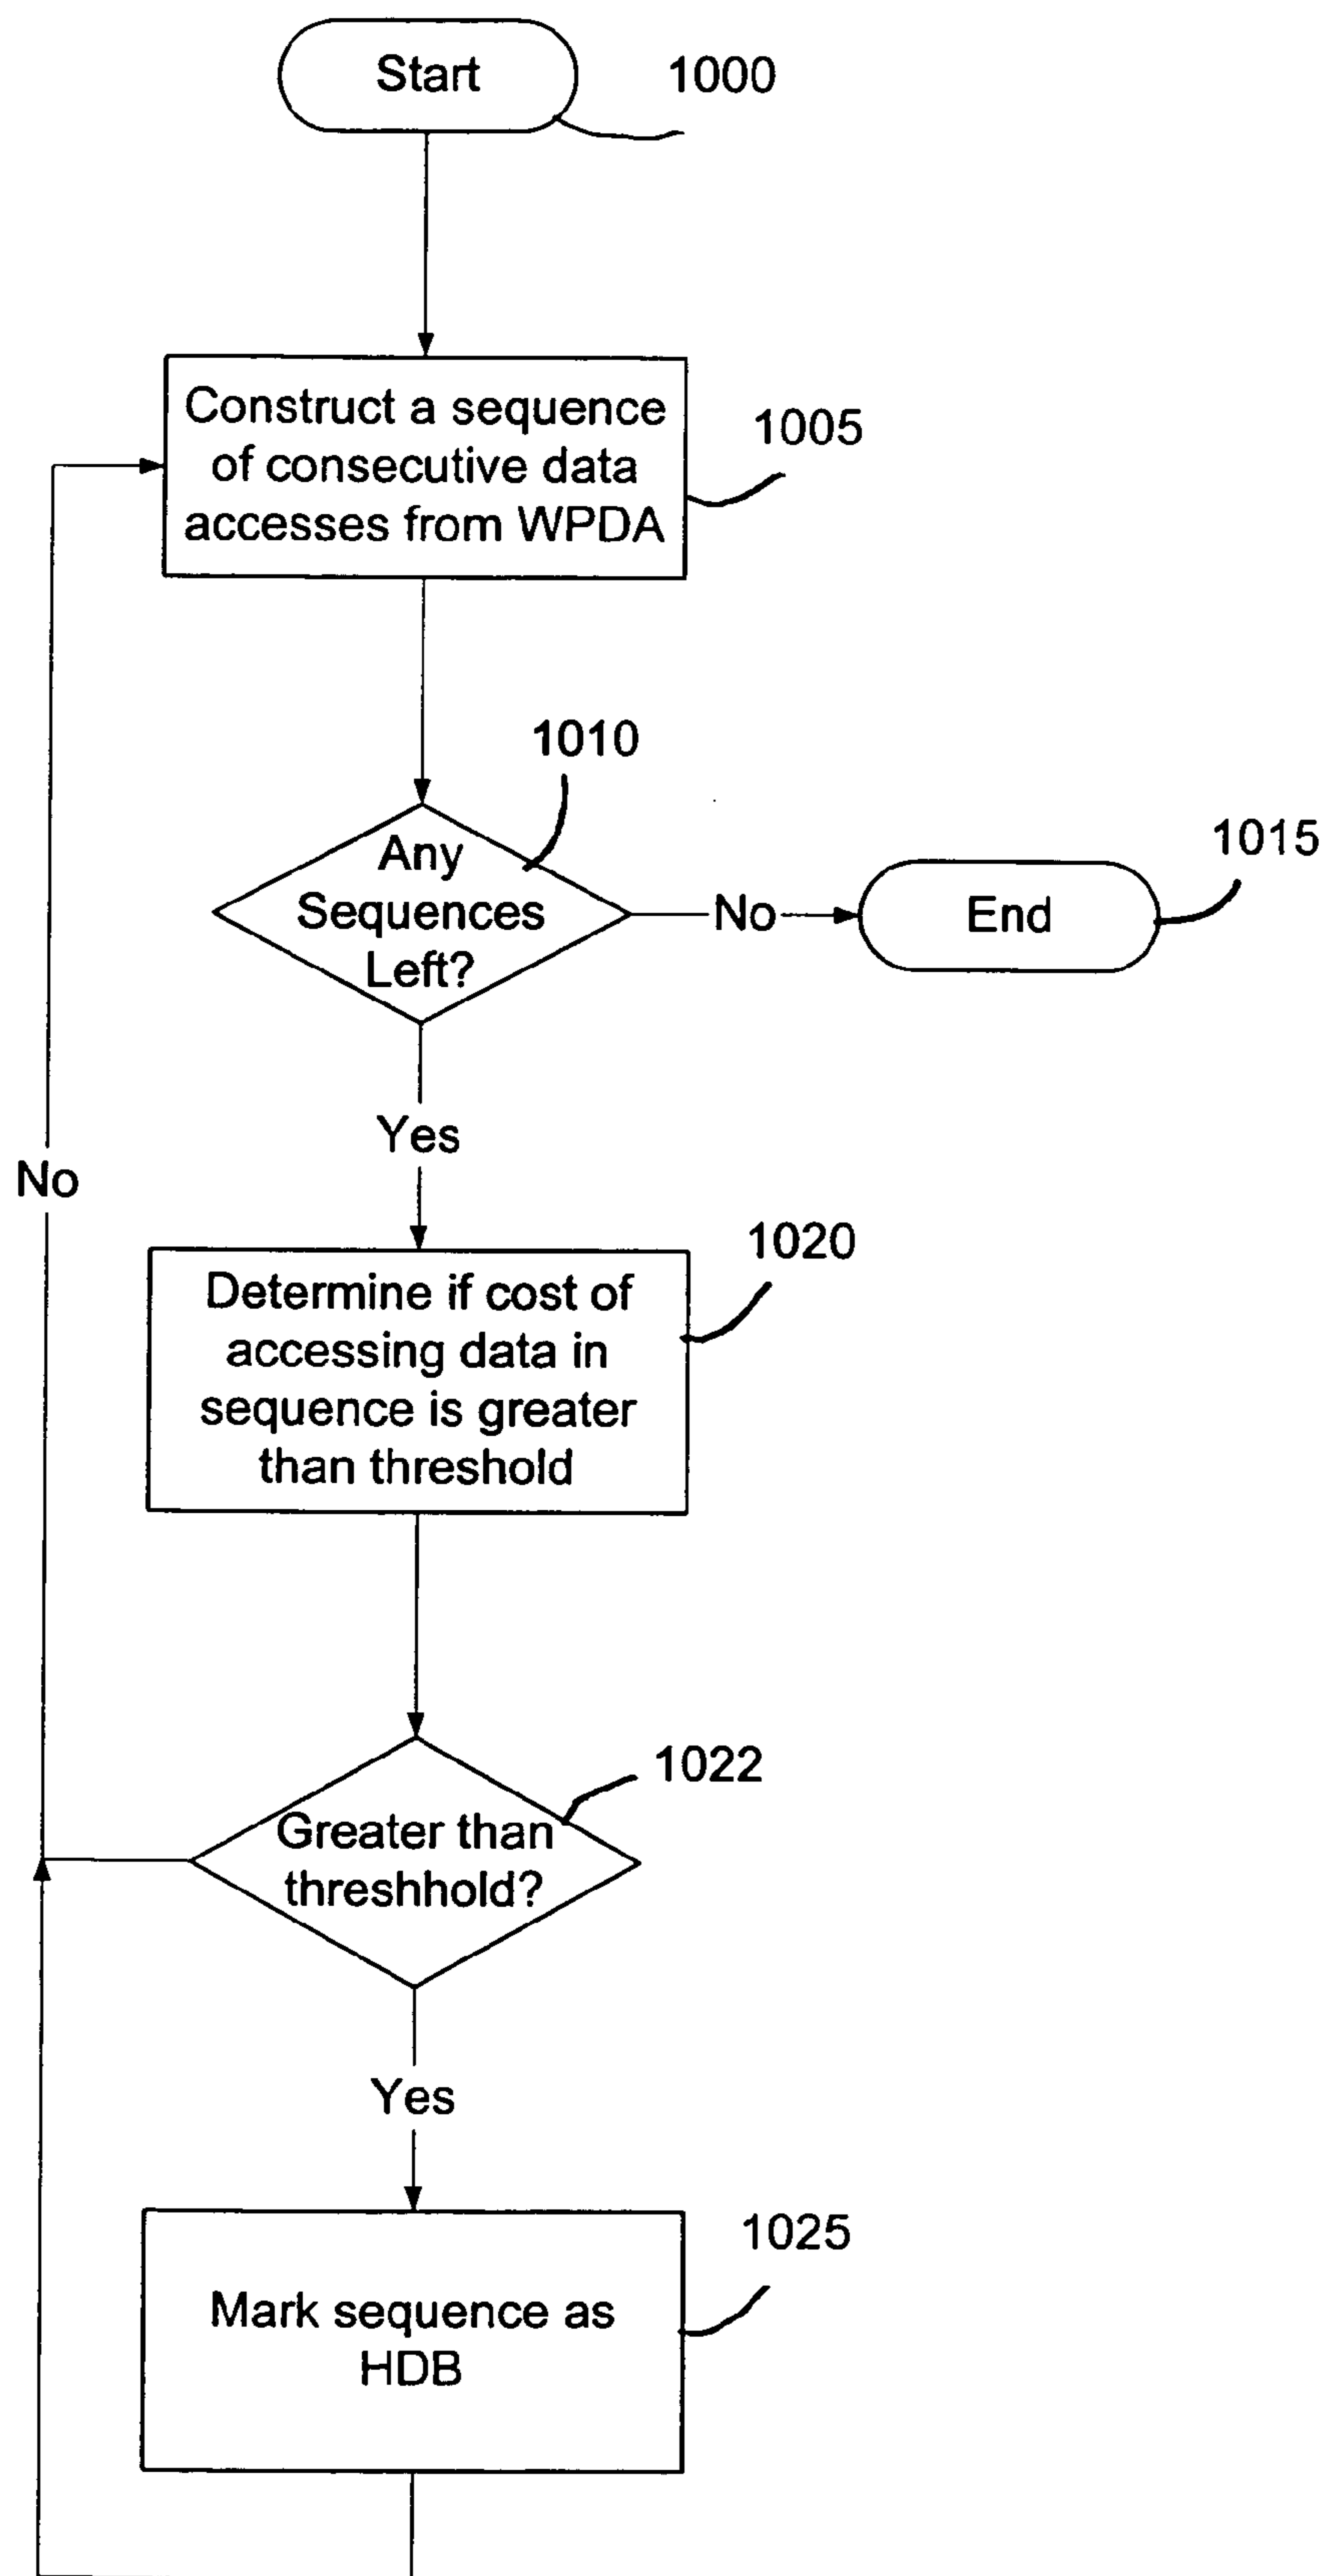 Start
1000
Construct a sequence
of consecutive data
accesses from WPDA
1005
1010
Any
Sequences
Left?
No
End
1015
Yes
No
1020
Determine if cost of
accessing data in
sequence is greater
than threshold
1022
Greater than
threshhold?
Yes
1025
Mark sequence as
HDB